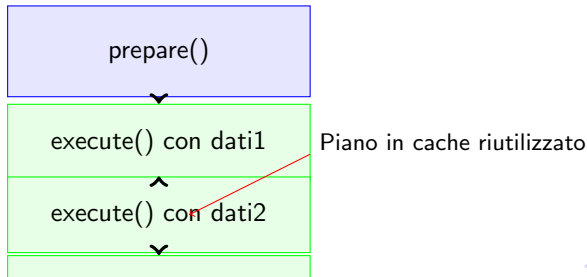 prepare()
execute() con dati1
Piano in cache riutilizzato
execute() con dati2